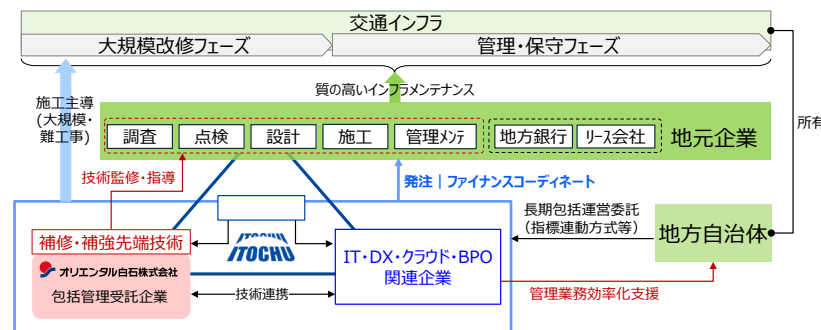 交通インフラ
大規模改修フェーズ
管理・保守フェーズ
質の高いインフラメンテナンス
施工主導
(大規模・
難工事)
調査
点検
設計
施工
管理ﾒﾝﾃ
地方銀行
ﾘｰｽ会社
地元企業
所有
技術監修・指導
発注｜ファイナンスコーディネート
補修・補強先端技術
ITOCHU
IT・DX・クラウド・BPO
関連企業
長期包括運営委託
(指標連動方式等)
地方自治体
オリエンタル白石株式会社
包括管理受託企業
技術連携
管理業務効率化支援